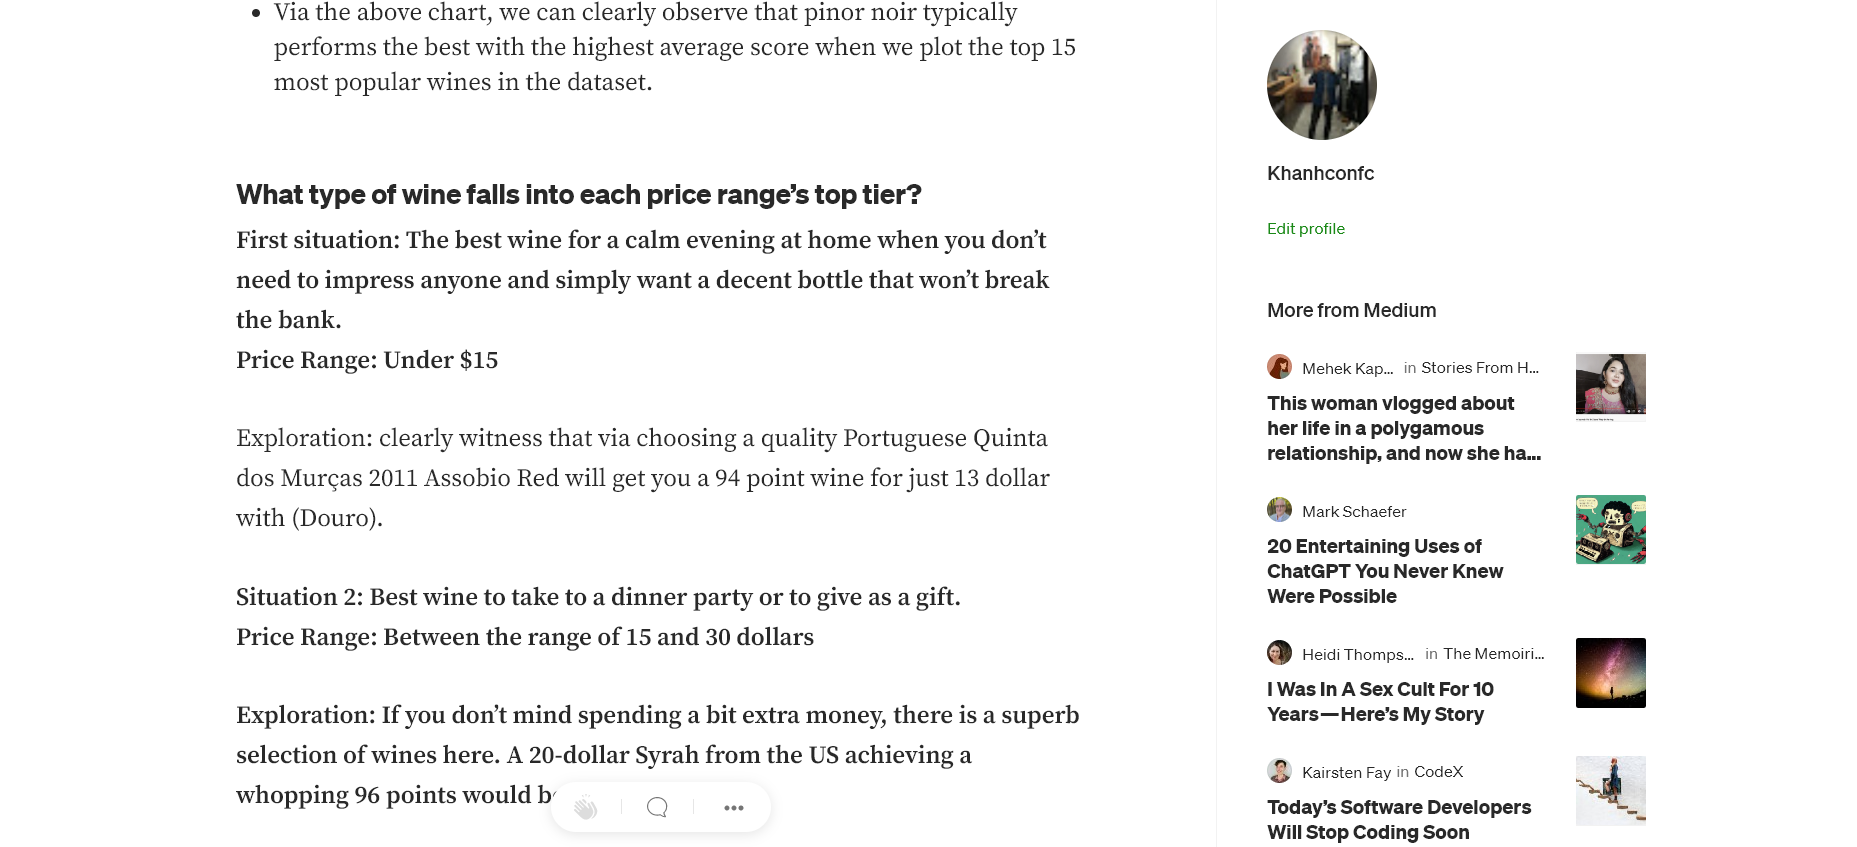 Via the above chart, we can clearly observe that pinor noir typically
performs the best with the highest average score when we plot the top 15
most popular wines in the dataset.
What type of wine falls into each price range’s top tier?
First situation: The best wine for a calm evening at home when you don’t
need to impress anyone and simply want a decent bottle that won’t break
the bank.
Price Range: Under $15
Exploration: clearly witness that via choosing a quality Portuguese Quinta
dos Murças 2011 Assobio Red will get you a 94 point wine for just 13 dollar
with (Douro).
Situation 2: Best wine to take to a dinner party or to give as a gift.
Price Range: Between the range of 15 and 30 dollars
Exploration: If you don’t mind spending a bit extra money, there is a superb
selection of wines here. A 20-dollar Syrah from the US achieving a
whopping 96 points would
Khanhconfc
Edit profile
More from Medium
Mehek Kap... in Stories From H...
This woman vlogged about
her life in a polygamous
relationship, and now she ha...
Mark Schaefer
20 Entertaining Uses of
ChatGPT You Never Knew
Were Possible
Heidi Thomps... in The Memoiri...
I Was In A Sex Cult For 10
Years — Here’s My Story
Kairsten Fay in CodeX
Today’s Software Developers
Will Stop Coding Soon